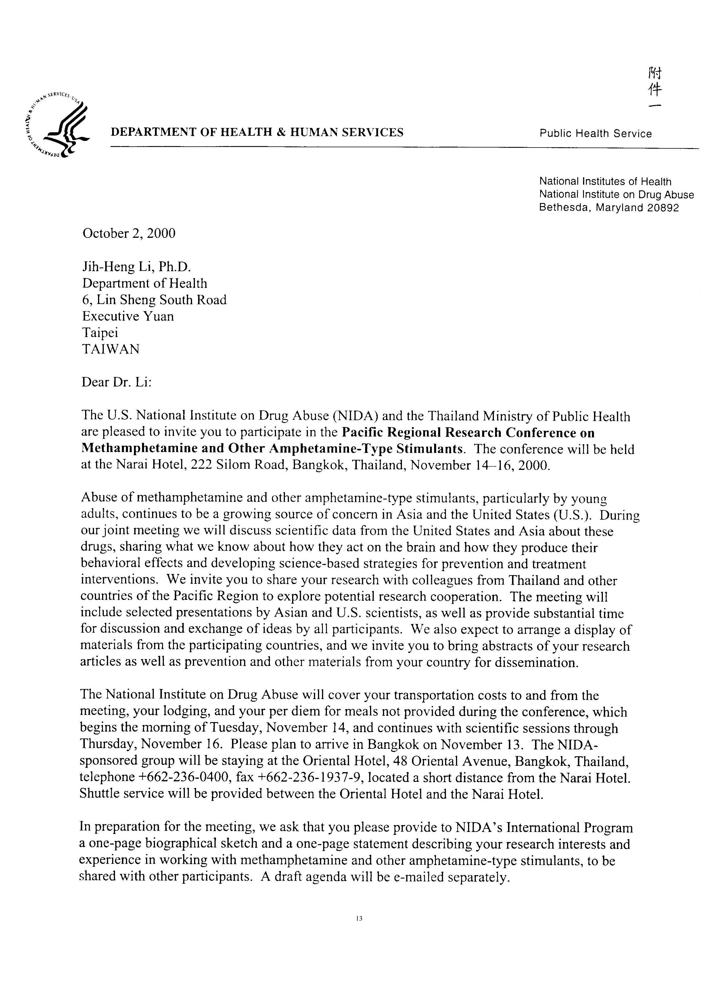 附件一
DEPARTMENT OF HEALTH & HUMAN SERVICES·USA
DEPARTMENT OF HEALTH & HUMAN SERVICES
Public Health Service
National Institutes of Health
National Institute on Drug Abuse
Bethesda, Maryland 20892
October 2, 2000
Jih-Heng Li, Ph.D.
Department of Health
6, Lin Sheng South Road
Executive Yuan
Taipei
TAIWAN
Dear Dr. Li:
The U.S. National Institute on Drug Abuse (NIDA) and the Thailand Ministry of Public Health
are pleased to invite you to participate in the Pacific Regional Research Conference on
Methamphetamine and Other Amphetamine-Type Stimulants. The conference will be held
at the Narai Hotel, 222 Silom Road, Bangkok, Thailand, November 14–16, 2000.
Abuse of methamphetamine and other amphetamine-type stimulants, particularly by young
adults, continues to be a growing source of concern in Asia and the United States (U.S.). During
our joint meeting we will discuss scientific data from the United States and Asia about these
drugs, sharing what we know about how they act on the brain and how they produce their
behavioral effects and developing science-based strategies for prevention and treatment
interventions. We invite you to share your research with colleagues from Thailand and other
countries of the Pacific Region to explore potential research cooperation. The meeting will
include selected presentations by Asian and U.S. scientists, as well as provide substantial time
for discussion and exchange of ideas by all participants. We also expect to arrange a display of
materials from the participating countries, and we invite you to bring abstracts of your research
articles as well as prevention and other materials from your country for dissemination.
The National Institute on Drug Abuse will cover your transportation costs to and from the
meeting, your lodging, and your per diem for meals not provided during the conference, which
begins the morning of Tuesday, November 14, and continues with scientific sessions through
Thursday, November 16. Please plan to arrive in Bangkok on November 13. The NIDA-
sponsored group will be staying at the Oriental Hotel, 48 Oriental Avenue, Bangkok, Thailand,
telephone +662-236-0400, fax +662-236-1937-9, located a short distance from the Narai Hotel.
Shuttle service will be provided between the Oriental Hotel and the Narai Hotel.
In preparation for the meeting, we ask that you please provide to NIDA's International Program
a one-page biographical sketch and a one-page statement describing your research interests and
experience in working with methamphetamine and other amphetamine-type stimulants, to be
shared with other participants. A draft agenda will be e-mailed separately.
13